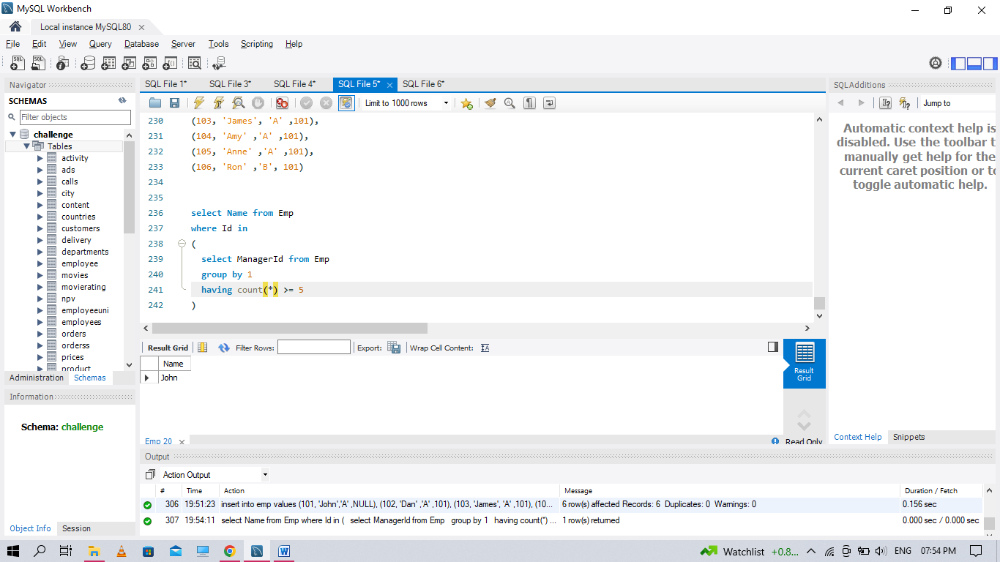 MySQL Workbench
Local instance MySQL80
File Edit View Query Database Server Tools Scripting Help
Navigator
SCHEMAS
Filter objects
challenge
Tables
activity
ads
calls
city
content
countries
customers
delivery
departments
employee
movies
movierating
npv
employeeuni
employees
orders
orderss
prices
product
Administration Schemas
Information
Schema: challenge
Object Info Session
SQL File 1* SQL File 3* SQL File 4* SQL File 5* SQL File 6*
Limit to 1000 rows
230 (103, 'James', 'A' ,101),
231 (104, 'Amy' ,'A' ,101),
232 (105, 'Anne' ,'A' ,101),
233 (106, 'Ron' ,'B', 101)
234
235
236 select Name from Emp
237 where Id in
238 (
239 select ManagerId from Emp
240 group by 1
241 having count(*) >= 5
242 )
Result Grid Filter Rows: Export: Wrap Cell Content:
Name
John
Result
Grid
Emp 20 Read Only
SQLAdditions
Jump to
Automatic context help is
disabled. Use the toolbar t
manually get help for the
current caret position or to
toggle automatic help.
Context Help Snippets
Output
Action Output
# Time Action Message Duration / Fetch
306 19:51:23 insert into emp values (101, 'John','A' ,NULL), (102, 'Dan' ,'A' ,101), (103, 'James', 'A' ,101), (10... 6 row(s) affected Records: 6 Duplicates: 0 Warnings: 0 0.156 sec
307 19:54:11 select Name from Emp where Id in ( select ManagerId from Emp group by 1 having count(*) ... 1 row(s) returned 0.000 sec / 0.000 sec
Watchlist +0.8... ENG 07:54 PM